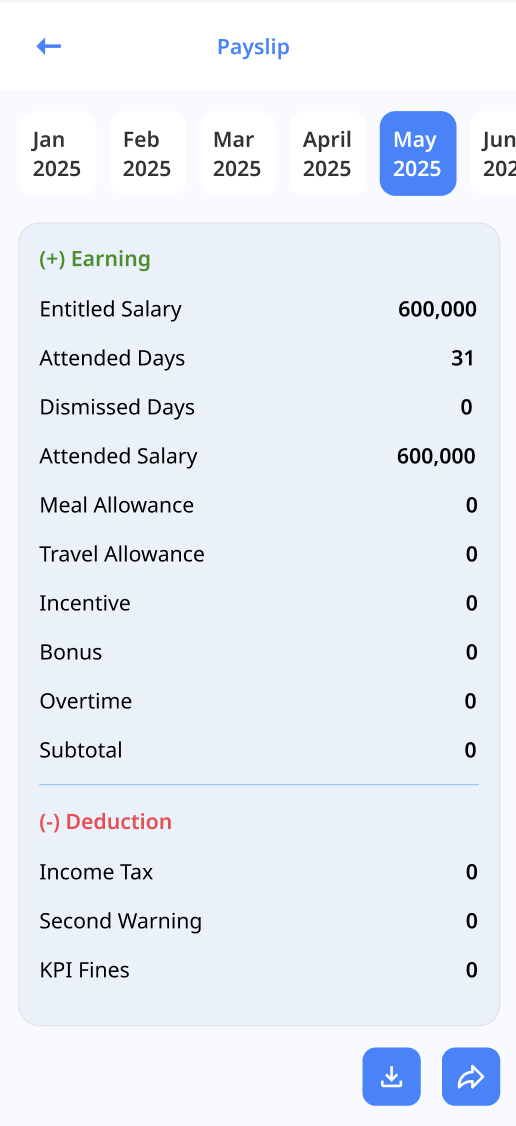 Payslip
Jan
2025
Feb
2025
Mar
2025
April
2025
May
2025
Jun
202
(+) Earning
Entitled Salary 600,000
Attended Days 31
Dismissed Days 0
Attended Salary 600,000
Meal Allowance 0
Travel Allowance 0
Incentive 0
Bonus 0
Overtime 0
Subtotal 0
(-) Deduction
Income Tax 0
Second Warning 0
KPI Fines 0